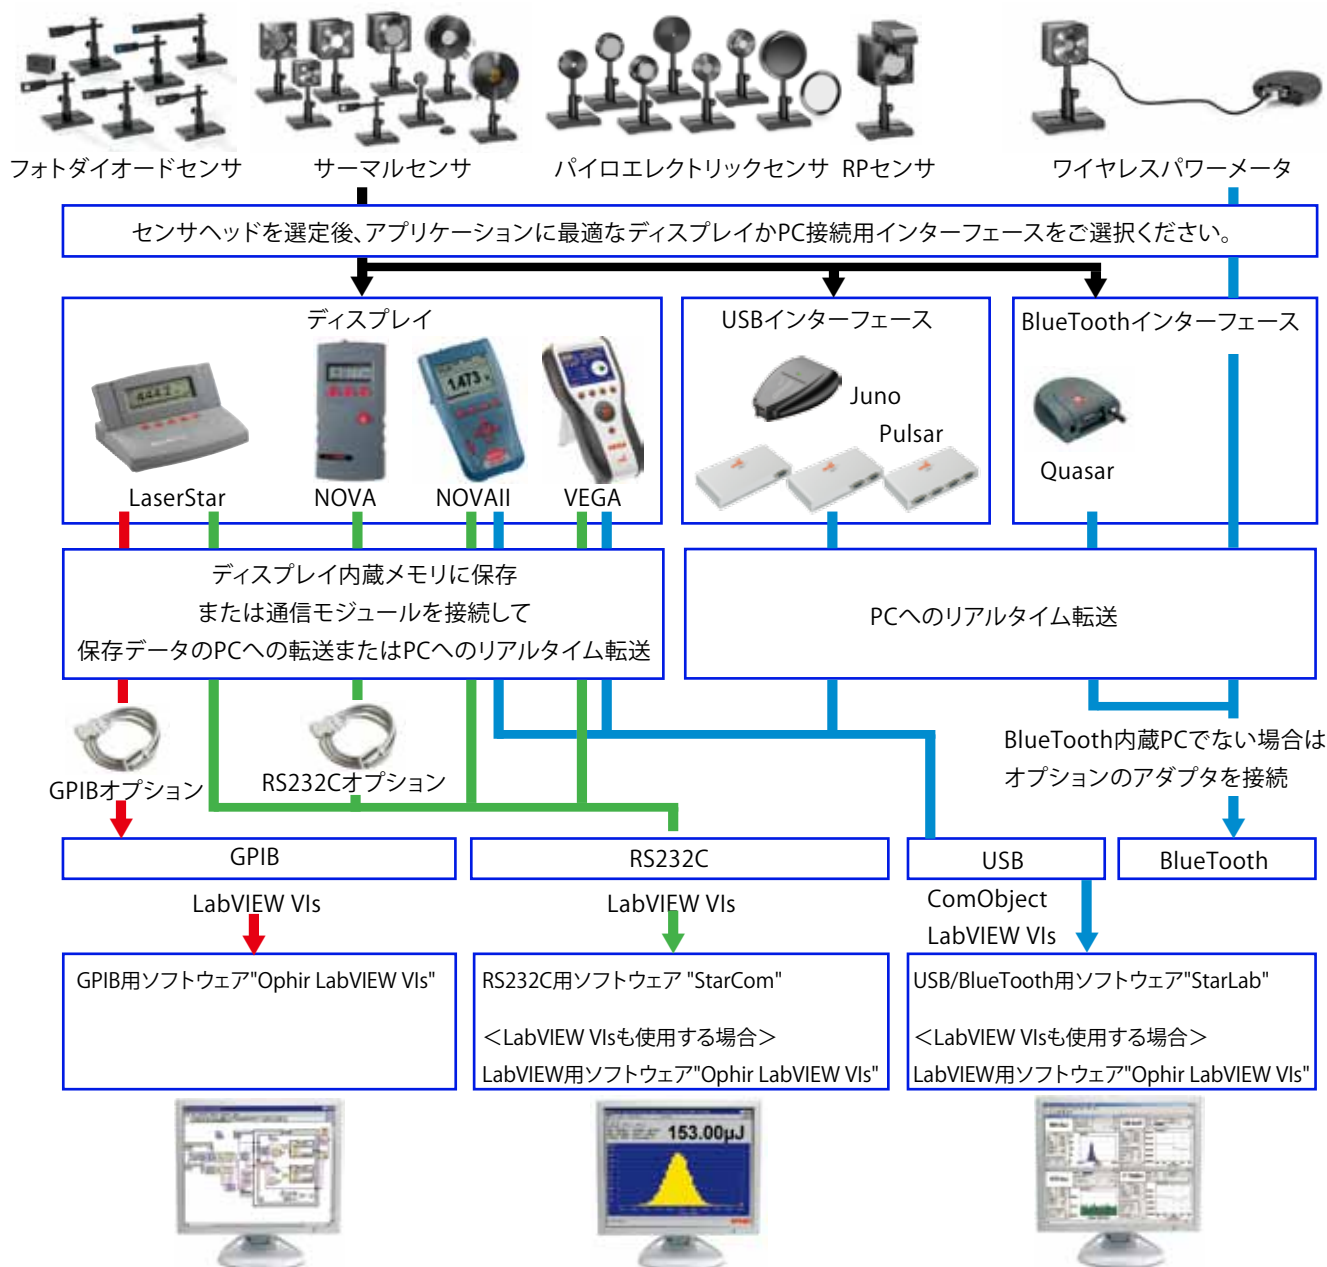 フォトダイオードセンサ
サーマルセンサ
パイロエレクトリックセンサ
RPセンサ
ワイヤレスパワーメータ
センサヘッドを選定後、アプリケーションに最適なディスプレイかPC接続用インターフェースをご選択ください。
ディスプレイ
USBインターフェース
BlueToothインターフェース
444.2
1.473
Juno
Pulsar
Quasar
LaserStar
NOVA
NOVAII
VEGA
ディスプレイ内蔵メモリに保存
または通信モジュールを接続して
保存データのPCへの転送またはPCへのリアルタイム転送
PCへのリアルタイム転送
GPIBオプション
RS232Cオプション
BlueTooth内蔵PCでない場合は
オプションのアダプタを接続
GPIB
RS232C
USB
BlueTooth
LabVIEW VIs
LabVIEW VIs
ComObject
LabVIEW VIs
GPIB用ソフトウェア"Ophir LabVIEW VIs"
RS232C用ソフトウェア "StarCom"
＜LabVIEW VIsも使用する場合＞
LabVIEW用ソフトウェア"Ophir LabVIEW VIs"
USB/BlueTooth用ソフトウェア"StarLab"
＜LabVIEW VIsも使用する場合＞
LabVIEW用ソフトウェア"Ophir LabVIEW VIs"
153.00µJ